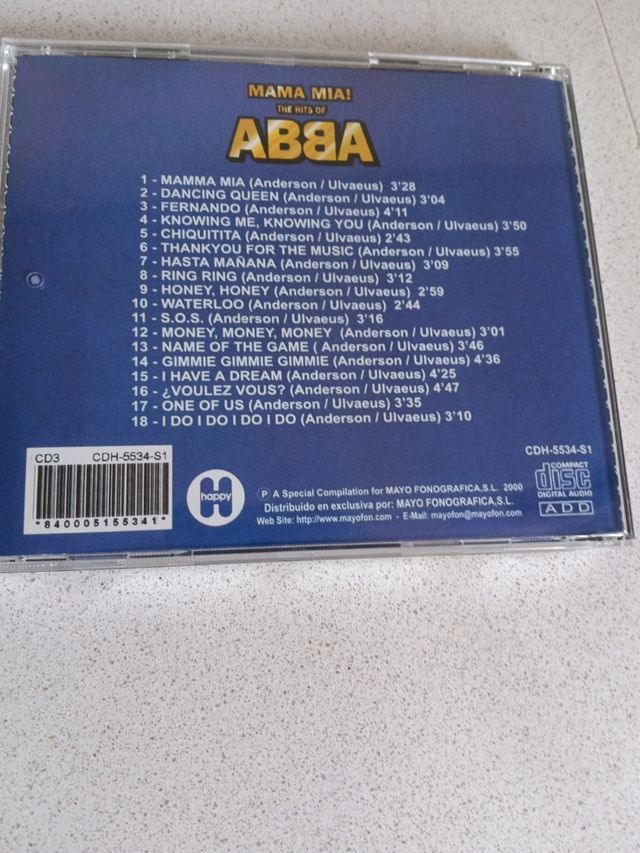 MAMA MIA!
THE HITS OF
ABBA
1 - MAMMA MIA (Anderson / Ulvaeus) 3'28
2 - DANCING QUEEN (Anderson / Ulvaeus) 3'04
3 - FERNANDO (Anderson / Ulvaeus) 4'11
4 - KNOWING ME, KNOWING YOU (Anderson / Ulvaeus) 3'50
5 - CHIQUITITA (Anderson / Ulvaeus) 2'43
6 - THANKYOU FOR THE MUSIC (Anderson / Ulvaeus) 3'55
7 - HASTA MAÑANA (Anderson / Ulvaeus) 3'09
8 - RING RING (Anderson / Ulvaeus) 3'12
9 - HONEY, HONEY (Anderson / Ulvaeus) 2'59
10 - WATERLOO (Anderson / Ulvaeus) 2'44
11 - S.O.S. (Anderson / Ulvaeus) 3'16
12 - MONEY, MONEY, MONEY (Anderson / Ulvaeus) 3'01
13 - NAME OF THE GAME ( Anderson / Ulvaeus) 3'46
14 - GIMMIE GIMMIE GIMMIE (Anderson / Ulvaeus) 4'36
15 - I HAVE A DREAM (Anderson / Ulvaeus) 4'25
16 - ¿VOULEZ VOUS? (Anderson / Ulvaeus) 4'47
17 - ONE OF US (Anderson / Ulvaeus) 3'35
18 - I DO I DO I DO I DO (Anderson / Ulvaeus) 3'10
CD3 CDH-5534-S1
*840005155341*
happy
Ⓟ A Special Compilation for MAYO FONOGRAFICA,S.L. 2000
Distribuido en exclusiva por: MAYO FONOGRAFICA,S.L.
Web Site: http://www.mayofon.com - E-Mail: mayofon@mayofon.com
CDH-5534-S1
COMPACT
disc
DIGITAL AUDIO
ADD